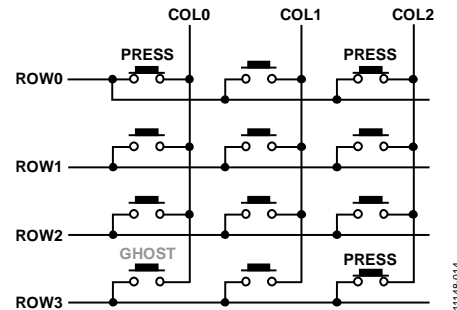 COL0 COL1 COL2
PRESS PRESS
ROW0
ROW1
ROW2
GHOST PRESS
ROW3
11148-014